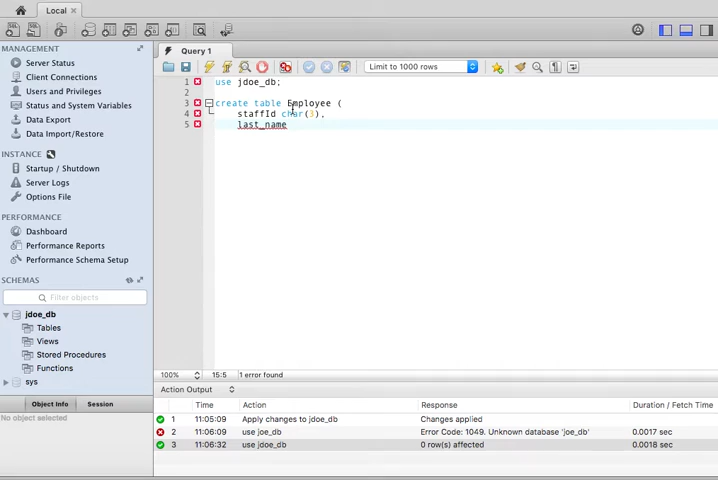 Local
Query 1
MANAGEMENT
Server Status
Client Connections
Users and Privileges
Status and System Variables
Data Export
Data Import/Restore
INSTANCE
Startup / Shutdown
Server Logs
Options File
PERFORMANCE
Dashboard
Performance Reports
Performance Schema Setup
SCHEMAS
Filter objects
jdoe_db
Tables
Views
Stored Procedures
Functions
sys
Object Info Session
No object selected
Limit to 1000 rows
1 use jdoe_db;
2
3 create table Employee (
4 staffId char(3),
5 last_name
100% 15:5 1 error found
Action Output
Time Action Response Duration / Fetch Time
1 11:05:09 Apply changes to jdoe_db Changes applied
2 11:06:09 use joe_db Error Code: 1049. Unknown database 'joe_db' 0.0017 sec
3 11:06:32 use jdoe_db 0 row(s) affected 0.0018 sec